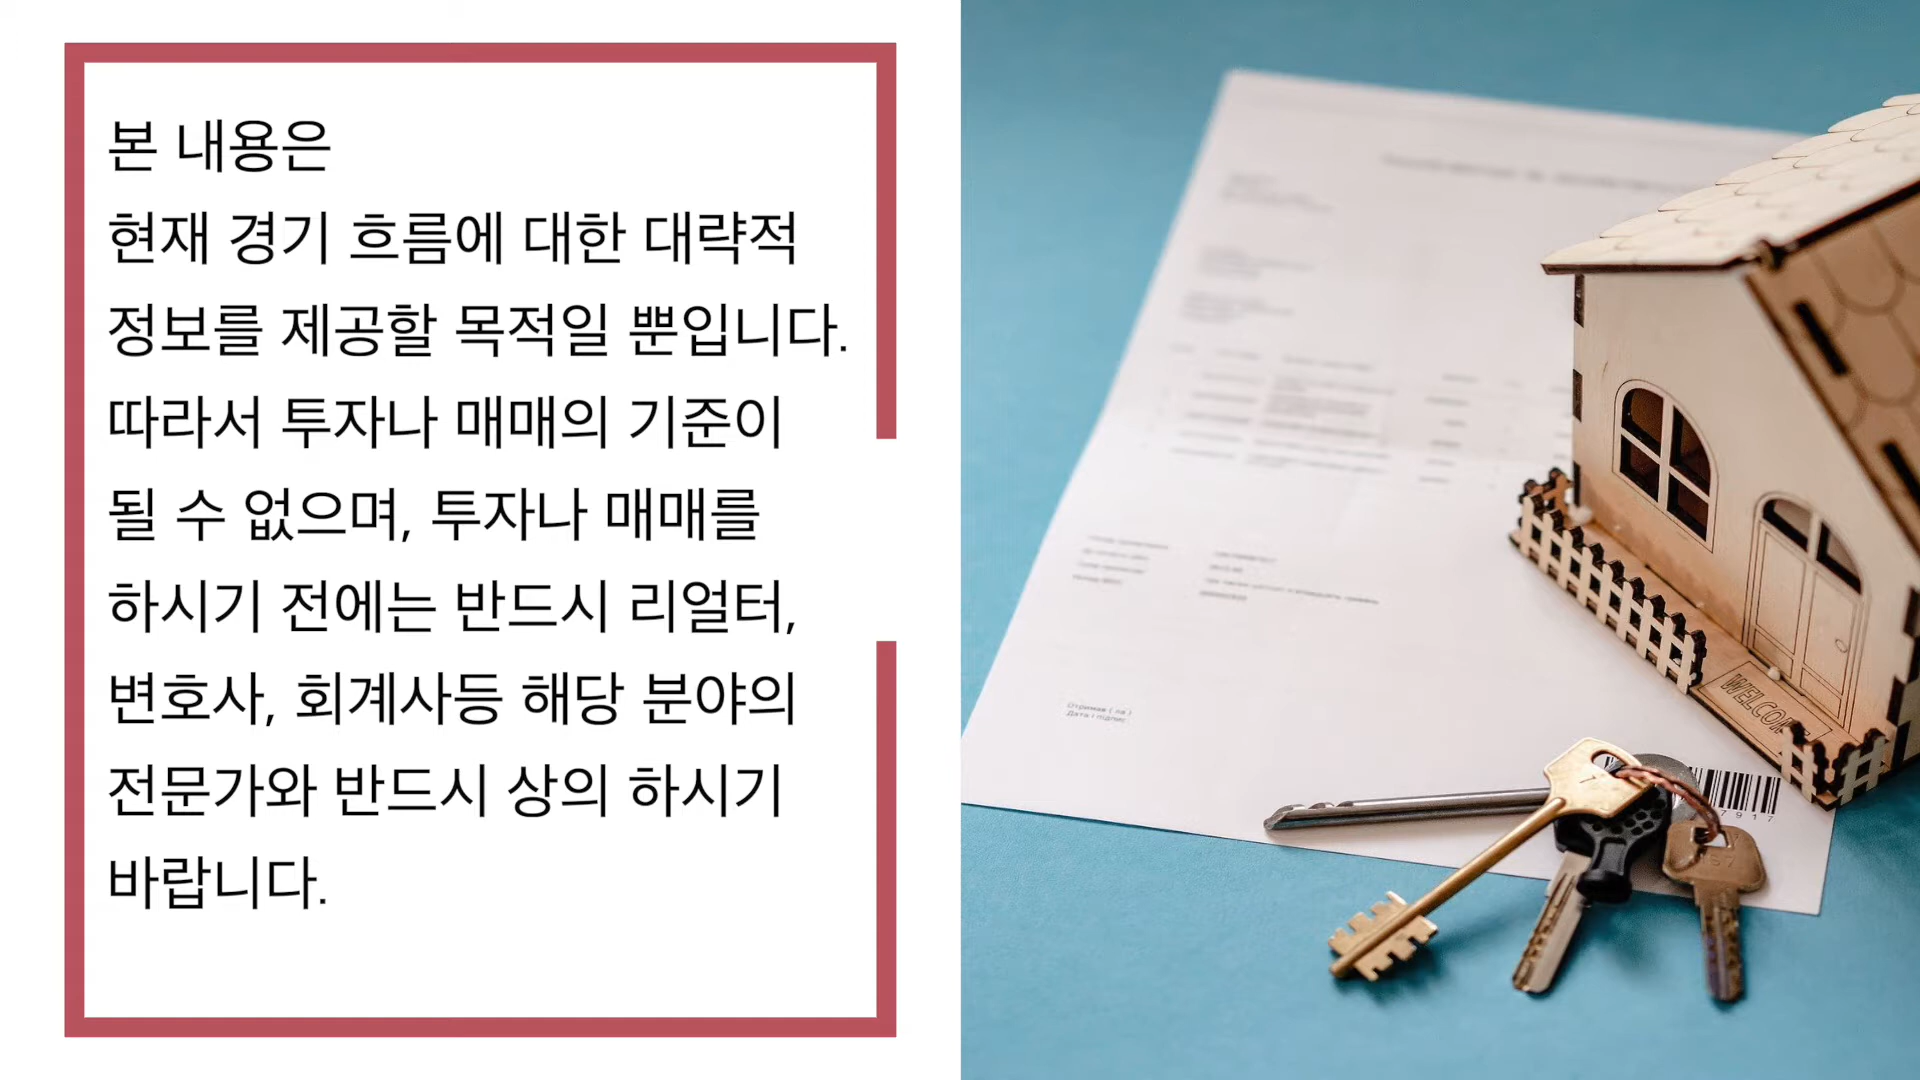 본 내용은
현재 경기 흐름에 대한 대략적
정보를 제공할 목적일 뿐입니다.
따라서 투자나 매매의 기준이
될 수 없으며, 투자나 매매를
하시기 전에는 반드시 리얼터,
변호사, 회계사등 해당 분야의
전문가와 반드시 상의 하시기
바랍니다.
WELCOME
7917